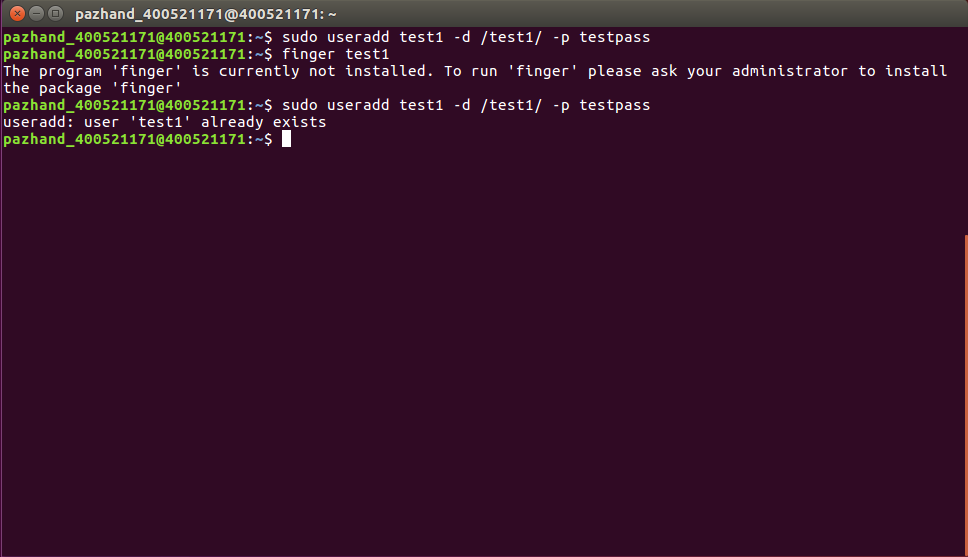 pazhand_400521171@400521171: ~
pazhand_400521171@400521171:~$ sudo useradd test1 -d /test1/ -p testpass
pazhand_400521171@400521171:~$ finger test1
The program 'finger' is currently not installed. To run 'finger' please ask your administrator to install
the package 'finger'
pazhand_400521171@400521171:~$ sudo useradd test1 -d /test1/ -p testpass
useradd: user 'test1' already exists
pazhand_400521171@400521171:~$